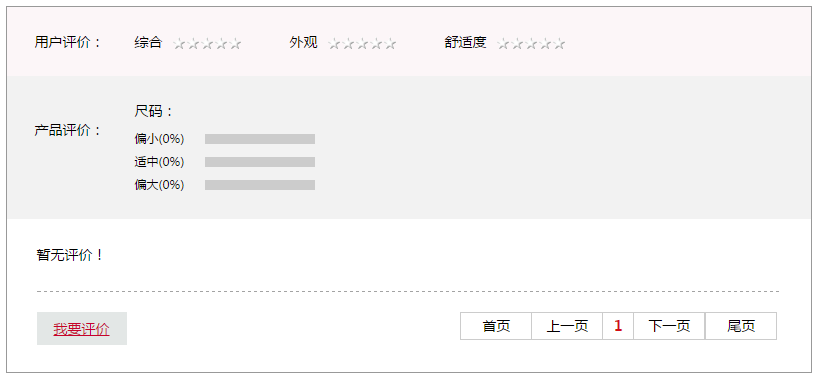 用户评价： 综合 ☆☆☆☆☆ 外观 ☆☆☆☆☆ 舒适度 ☆☆☆☆☆
尺码：
产品评价：
偏小(0%)
适中(0%)
偏大(0%)
暂无评价！
我要评价 首页 上一页 1 下一页 尾页